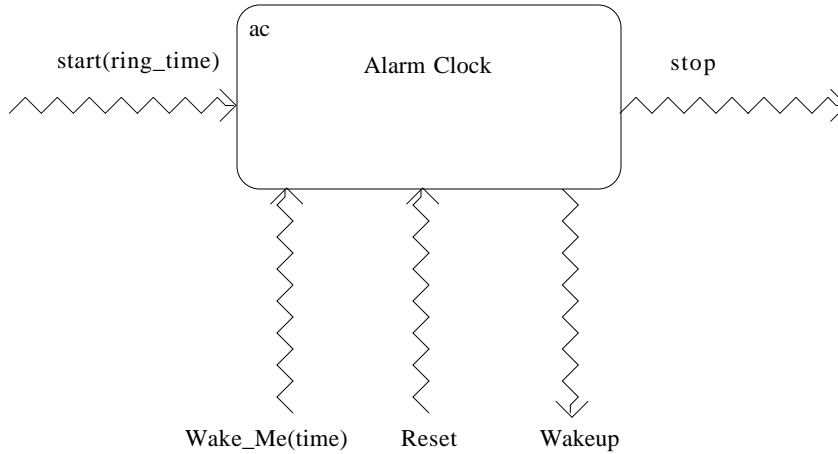 ac
start(ring_time)
Alarm Clock
stop
Wake_Me(time)
Reset
Wakeup